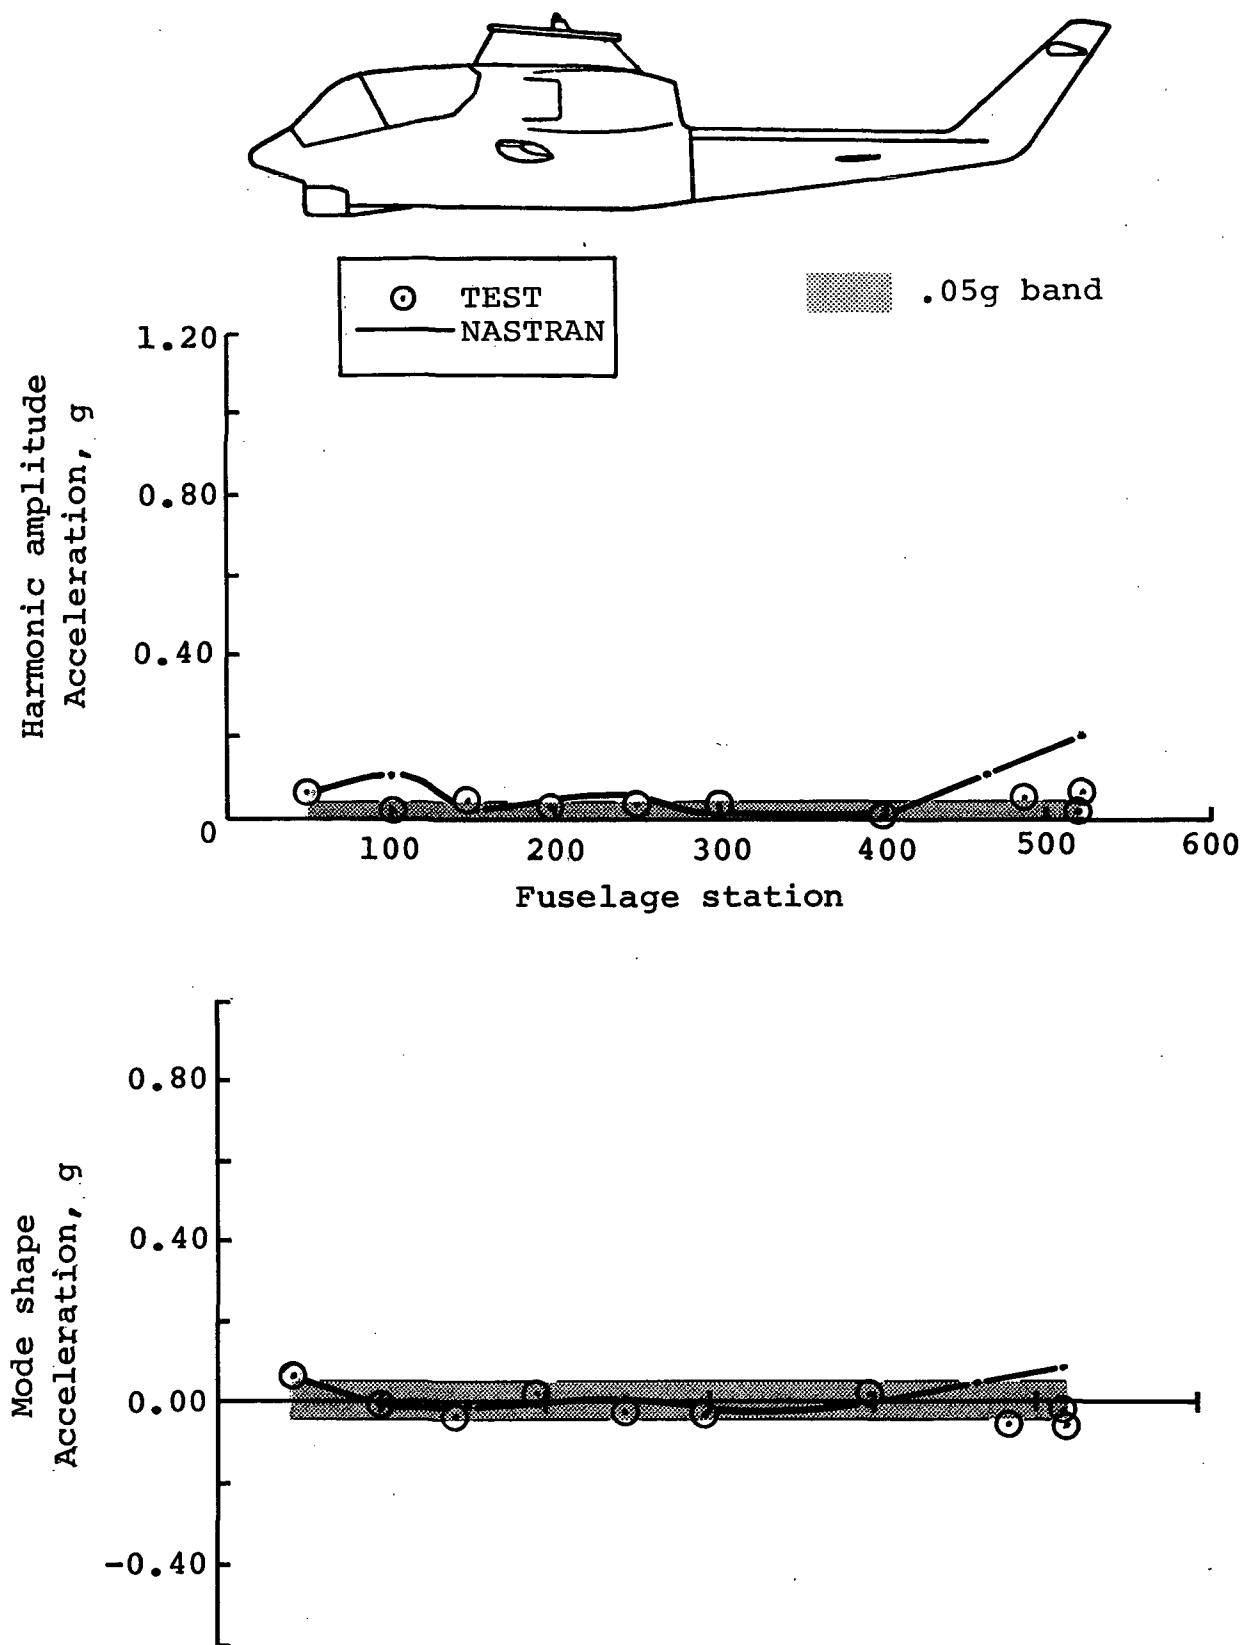 TEST
NASTRAN
.05g band
Harmonic amplitude
Acceleration, g
1.20
0.80
0.40
0
100
200
300
400
500
600
Fuselage station
Mode shape
Acceleration, g
0.80
0.40
0.00
-0.40